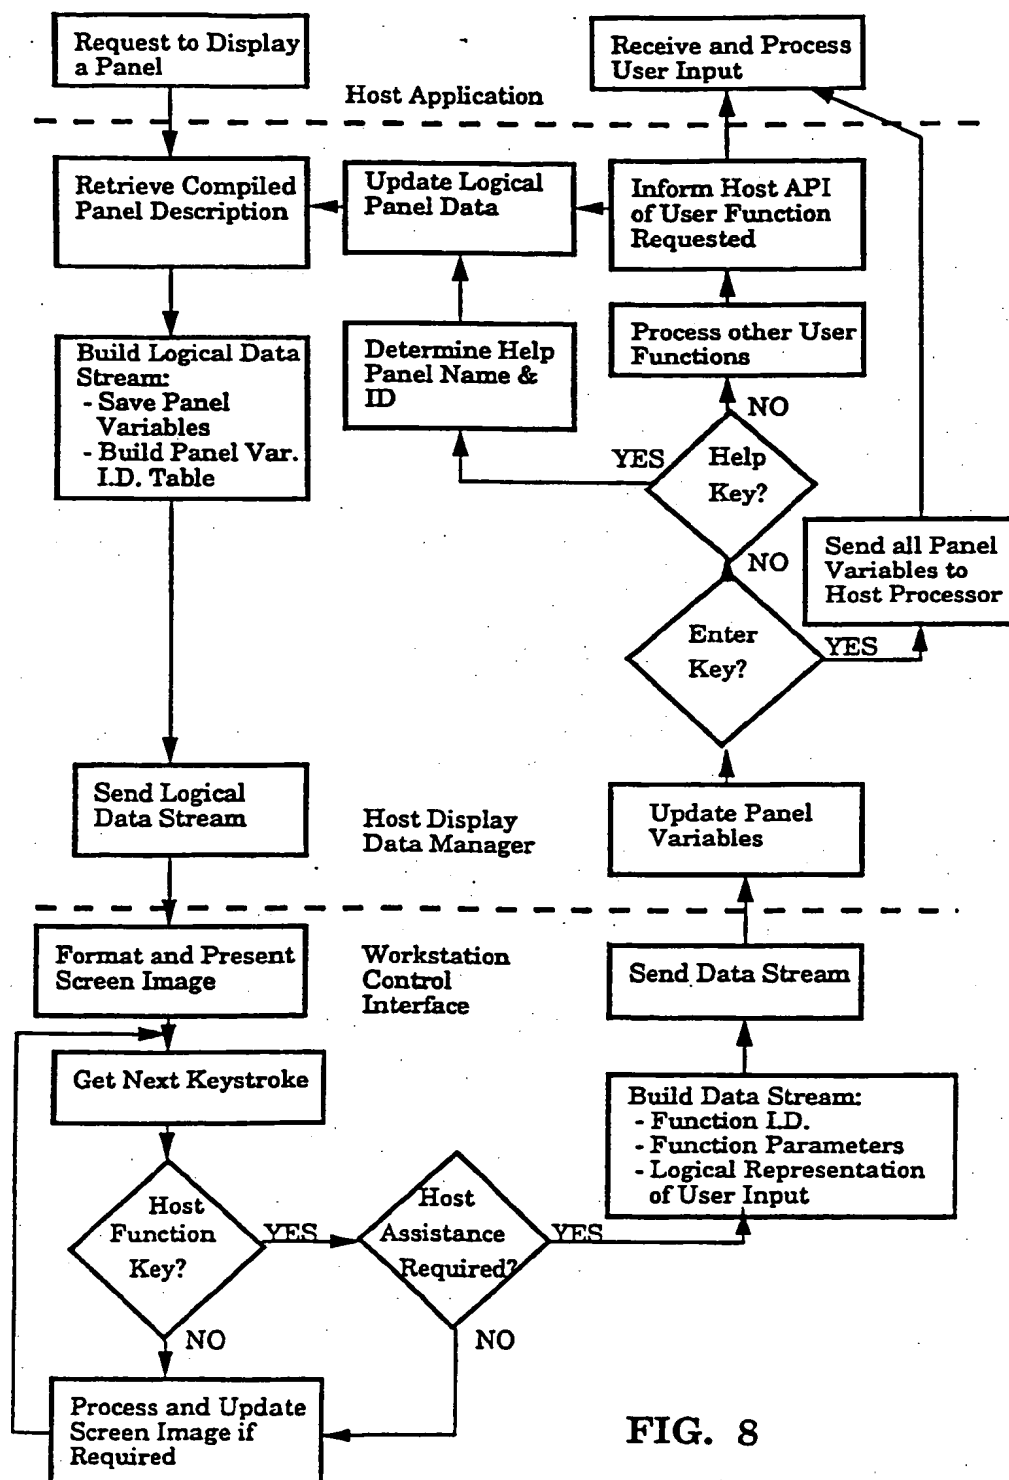 Request to Display
a Panel
Receive and Process
User Input
Host Application
Retrieve Compiled
Panel Description
Update Logical
Panel Data
Inform Host API
of User Function
Requested
Build Logical Data
Stream:
- Save Panel
Variables
- Build Panel Var.
I.D. Table
Determine Help
Panel Name &
ID
Process other User
Functions
NO
YES
Help
Key?
NO
Send all Panel
Variables to
Host Processor
Enter
Key?
YES
Send Logical
Data Stream
Host Display
Data Manager
Update Panel
Variables
Format and Present
Screen Image
Workstation
Control
Interface
Send Data Stream
Get Next Keystroke
Build Data Stream:
- Function I.D.
- Function Parameters
- Logical Representation
of User Input
Host
Function
Key?
YES
Host
Assistance
Required?
YES
NO
NO
Process and Update
Screen Image if
Required
FIG. 8